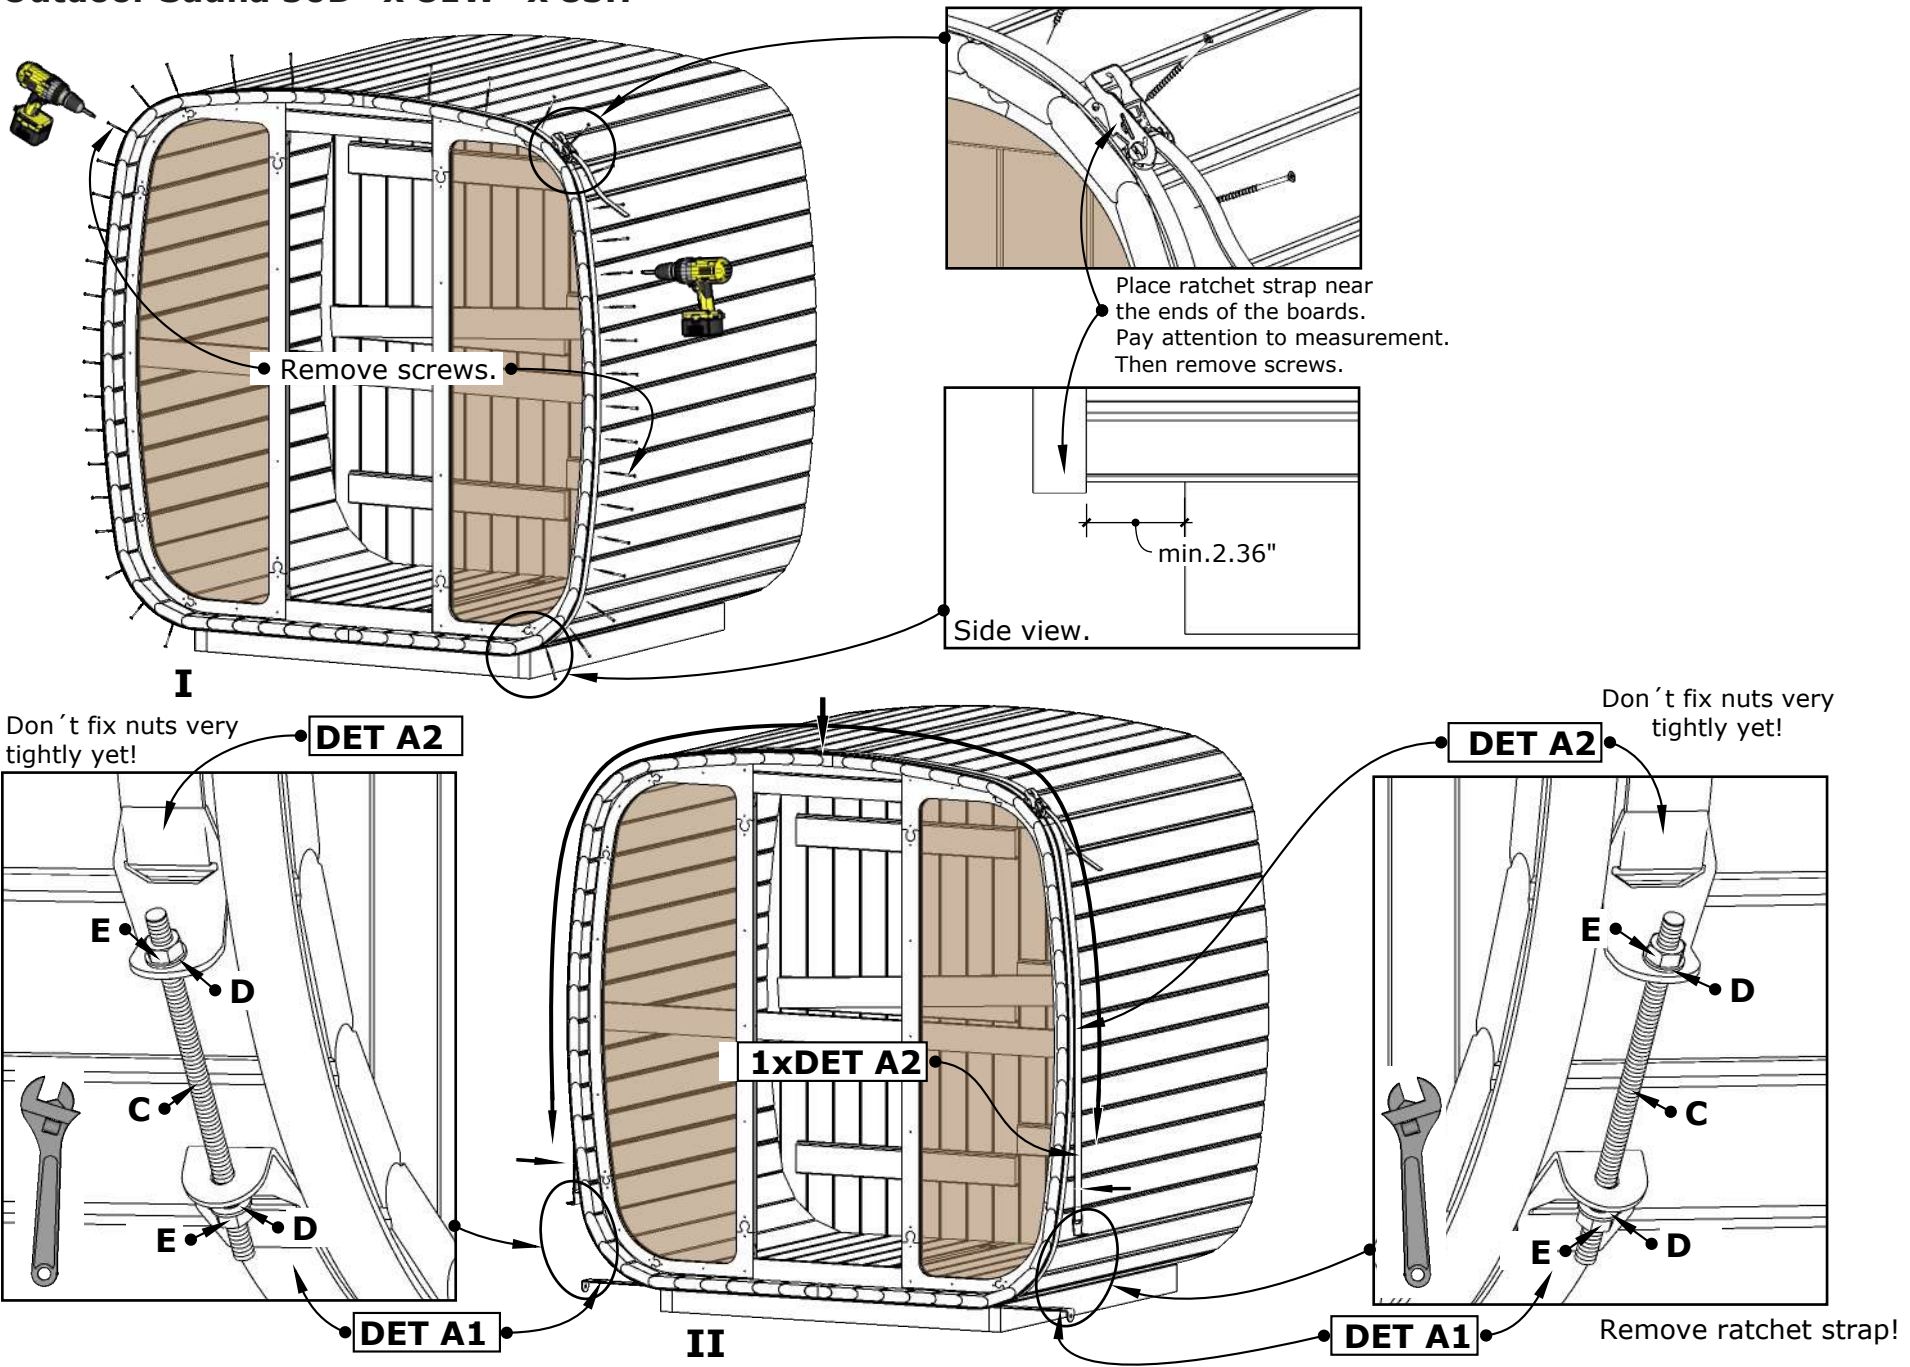 Remove screws.
Place ratchet strap near
the ends of the boards.
Pay attention to measurement.
Then remove screws.
min.2.36"
Side view.
I
Don´t fix nuts very
tightly yet!
DET A2
E
D
C
E
D
DET A1
1xDET A2
II
DET A2
Don´t fix nuts very
tightly yet!
E
D
C
E
D
DET A1
Remove ratchet strap!